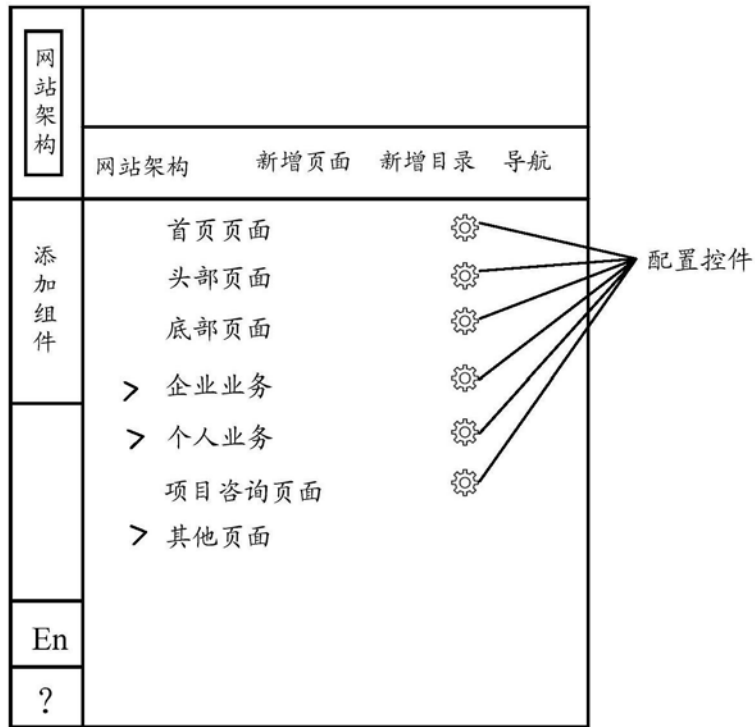 网站架构
网站架构 新增页面 新增目录 导航
首页页面
头部页面
底部页面
企业业务
个人业务
项目咨询页面
其他页面
配置控件
添加组件
En
?